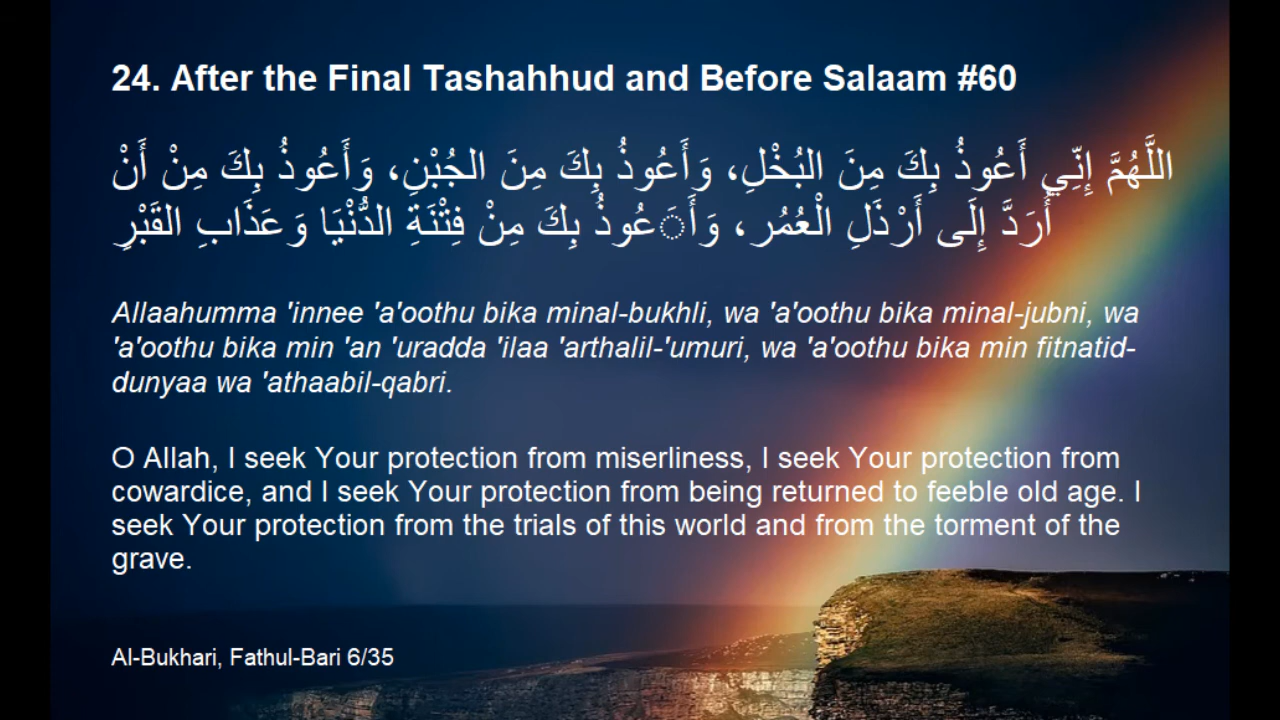 24. After the Final Tashahhud and Before Salaam #60
اللَّهُمَّ إِنِّي أَعُوذُ بِكَ مِنَ البُخْلِ، وَأَعُوذُ بِكَ مِنَ الجُبْنِ، وَأَعُوذُ بِكَ مِنْ أَنْ
أُرَدَّ إِلَى أَرْذَلِ الْعُمُر، وَأَ◌َعُوذُ بِكَ مِنْ فِتْنَةِ الدُّنْيَا وَعَذَابِ القَبْرِ
Allaahumma 'innee 'a'oothu bika minal-bukhli, wa 'a'oothu bika minal-jubni, wa
'a'oothu bika min 'an 'uradda 'ilaa 'arthalil-'umuri, wa 'a'oothu bika min fitnatid-
dunyaa wa 'athaabil-qabri.
O Allah, I seek Your protection from miserliness, I seek Your protection from
cowardice, and I seek Your protection from being returned to feeble old age. I
seek Your protection from the trials of this world and from the torment of the
grave.
Al-Bukhari, Fathul-Bari 6/35